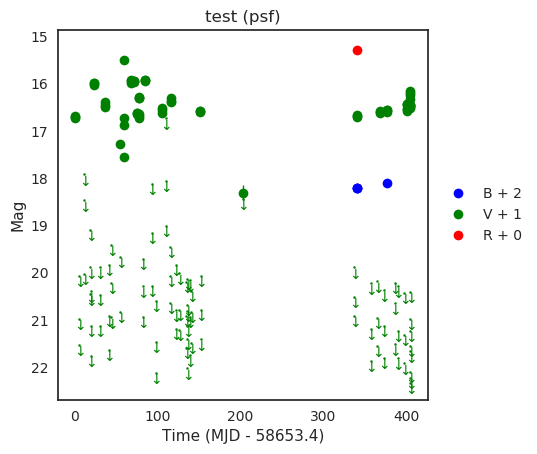 test (psf)
15
16
17
18
19
20
21
22
Mag
0
100
200
300
400
Time (MJD - 58653.4)
B + 2
V + 1
R + 0